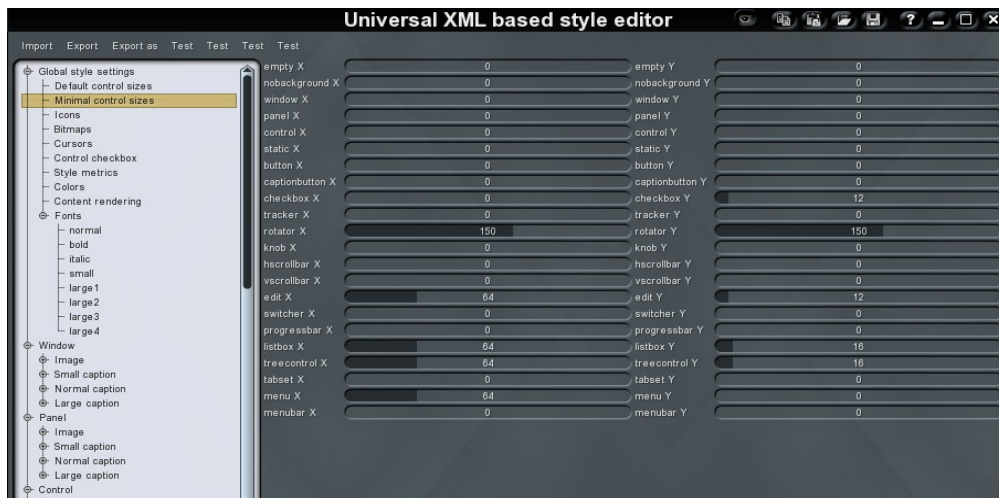 Universal XML based style editor
?
Import Export Export as Test Test Test Test
Global style settings
Default control sizes
Minimal control sizes
Icons
Bitmaps
Cursors
Control checkbox
Style metrics
Colors
Content rendering
Fonts
normal
bold
italic
small
large1
large2
large3
large4
Window
Image
Small caption
Normal caption
Large caption
Panel
Image
Small caption
Normal caption
Large caption
Control
empty X 0 empty Y 0
nobackground X 0 nobackground Y 0
window X 0 window Y 0
panel X 0 panel Y 0
control X 0 control Y 0
static X 0 static Y 0
button X 0 button Y 0
captionbutton X 0 captionbutton Y 0
checkbox X 0 checkbox Y 12
tracker X 0 tracker Y 0
rotator X 150 rotator Y 150
knob X 0 knob Y 0
hscrollbar X 0 hscrollbar Y 0
vscrollbar X 0 vscrollbar Y 0
edit X 64 edit Y 12
switcher X 0 switcher Y 0
progressbar X 0 progressbar Y 0
listbox X 64 listbox Y 16
treecontrol X 64 treecontrol Y 16
tabset X 0 tabset Y 0
menu X 64 menu Y 0
menubar X 0 menubar Y 0